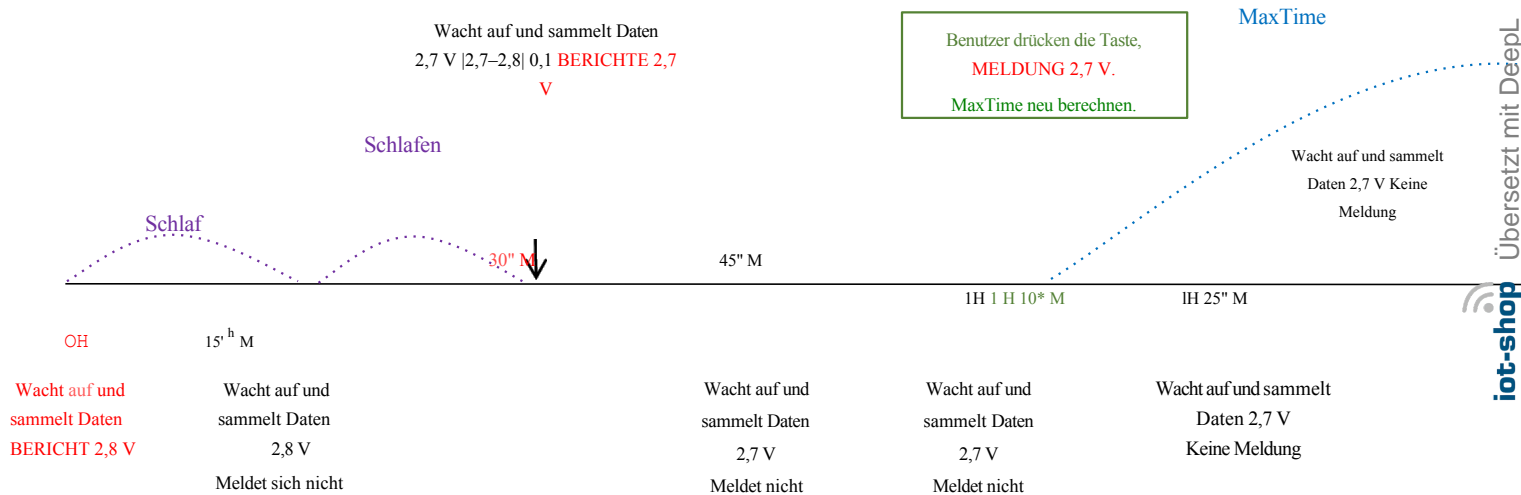 MaxTime
Wacht auf und sammelt Daten
2,7 V |2,7–2,8| 0,1 BERICHTE 2,7
V
Benutzer drücken die Taste,
MELDUNG 2,7 V.
MaxTime neu berechnen.
Schlafen
Wacht auf und sammelt
Daten 2,7 V Keine
Meldung
Schlaf
30" M
45" M
1H 1 H 10* M
lH 25" M
OH
15' h M
Wacht auf und
sammelt Daten
BERICHT 2,8 V
Wacht auf und
sammelt Daten
2,8 V
Meldet sich nicht
Wacht auf und
sammelt Daten
2,7 V
Meldet nicht
Wacht auf und
sammelt Daten
2,7 V
Meldet nicht
Wacht auf und sammelt
Daten 2,7 V
Keine Meldung
iot-shop Übersetzt mit DeepL